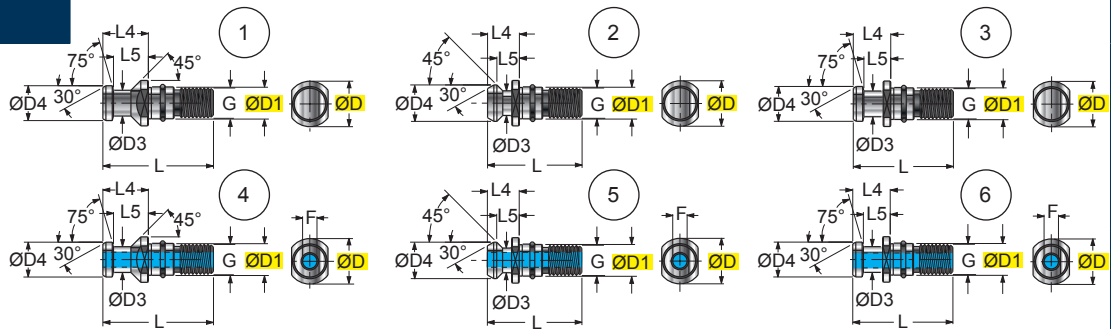 L4 1 L4 2 L4 3
75° L5 45° 45° L5 75° L5
ØD4 30° G ØD1 ØD ØD4 30° G ØD1 ØD ØD4 30° G ØD1 ØD
ØD3 ØD3 ØD3
L L L
L4 4 L4 5 L4 6
75° L5 45° F 45° L5 F 75° L5 F
ØD4 30° G ØD1 ØD ØD4 30° G ØD1 ØD ØD4 30° G ØD1 ØD
ØD3 ØD3 ØD3
L L L